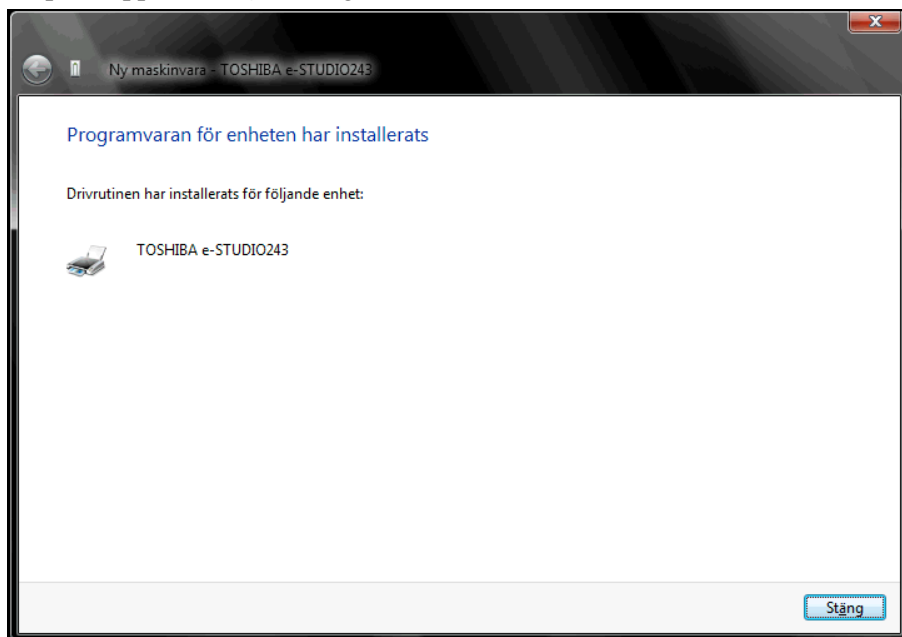 Ny maskinvara - TOSHIBA e-STUDIO243
Programvaran för enheten har installerats
Drivrutinen har installerats för följande enhet:
TOSHIBA e-STUDIO243
Stäng